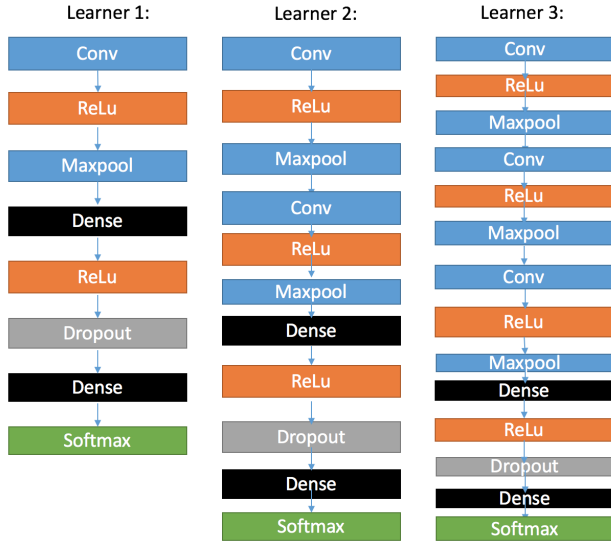 Learner 1:
Conv
ReLu
Maxpool
Dense
ReLu
Dropout
Dense
Softmax
Learner 2:
Conv
ReLu
Maxpool
Conv
ReLu
Maxpool
Dense
ReLu
Dropout
Dense
Softmax
Learner 3:
Conv
ReLu
Maxpool
Conv
ReLu
Maxpool
Conv
ReLu
Maxpool
Dense
ReLu
Dropout
Dense
Softmax